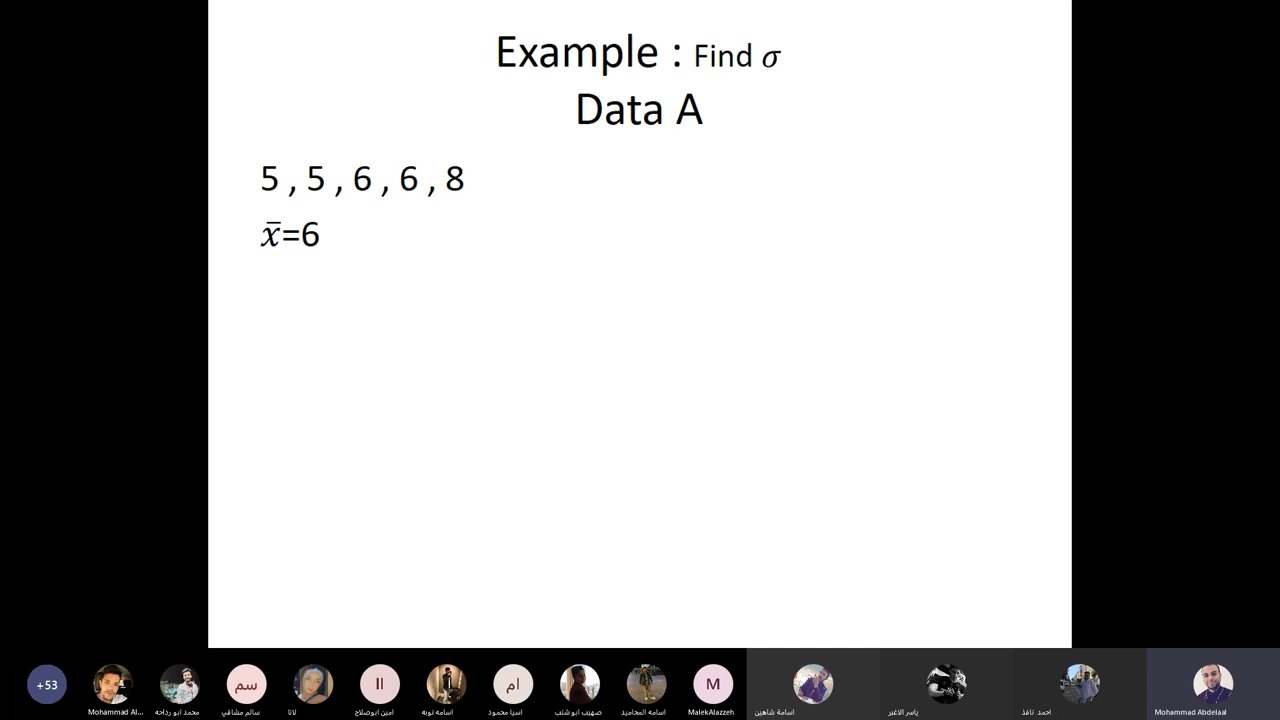 Example : Find σ
Data A
5 , 5 , 6 , 6 , 8
x̄=6
+53
Mohammad Al...
محمد ابو رداحه
سم
سالم مشاقي
لانا
اا
امين ابوصلاح
اسامه نوبه
ام
اسيا محمود
صهيب ابو شنب
اسامه المحاميد
M
MalekAlazzeh
اسامة شاهين
ياسر الاغبر
احمد نافذ
Mohammad Abdelaal